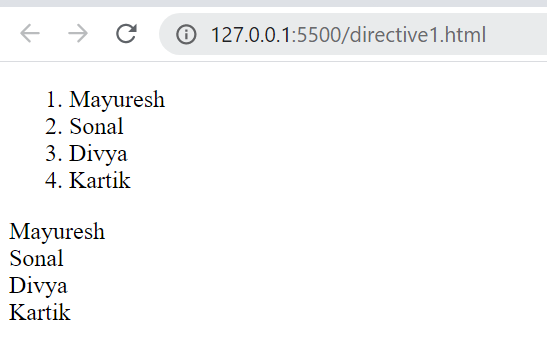 127.0.0.1:5500/directive1.html
1. Mayuresh
2. Sonal
3. Divya
4. Kartik
Mayuresh
Sonal
Divya
Kartik